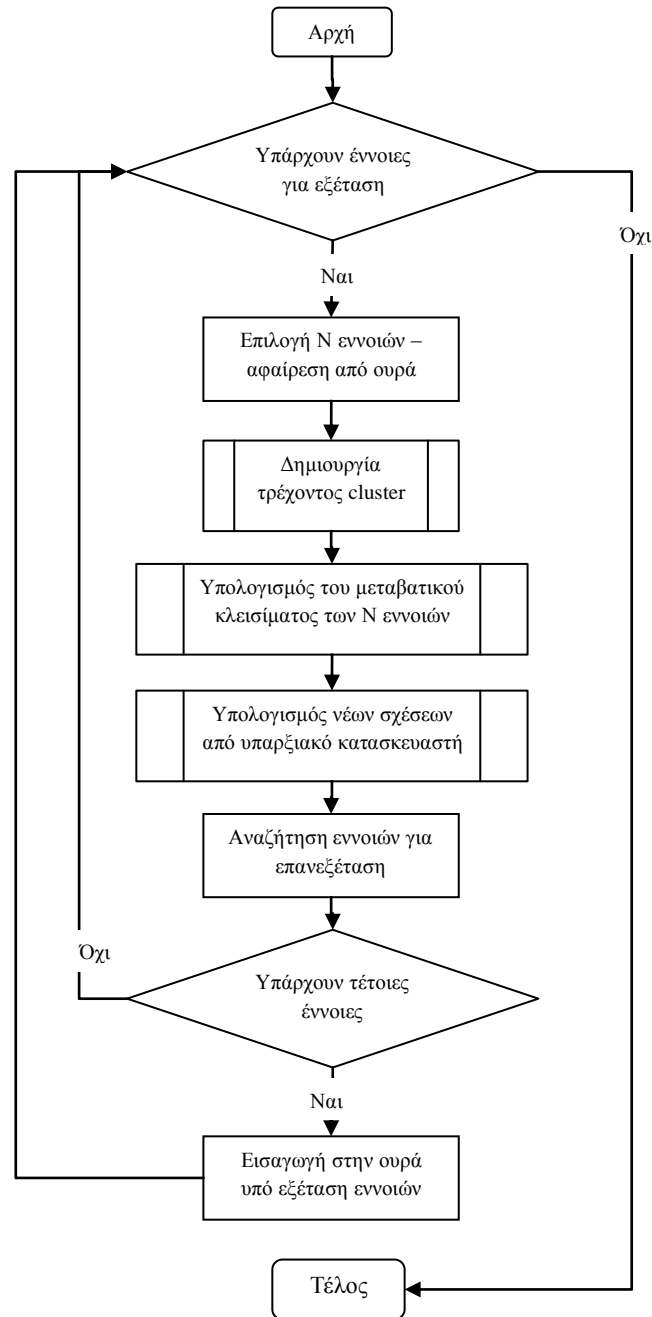 Αρχή
Υπάρχουν έννοιες
για εξέταση
Όχι
Ναι
Επιλογή Ν εννοιών –
αφαίρεση από ουρά
Δημιουργία
τρέχοντος cluster
Υπολογισμός του μεταβατικού
κλεισίματος των Ν εννοιών
Υπολογισμός νέων σχέσεων
από υπαρξιακό κατασκευαστή
Αναζήτηση εννοιών για
επανεξέταση
Όχι
Υπάρχουν τέτοιες
έννοιες
Ναι
Εισαγωγή στην ουρά
υπό εξέταση εννοιών
Τέλος